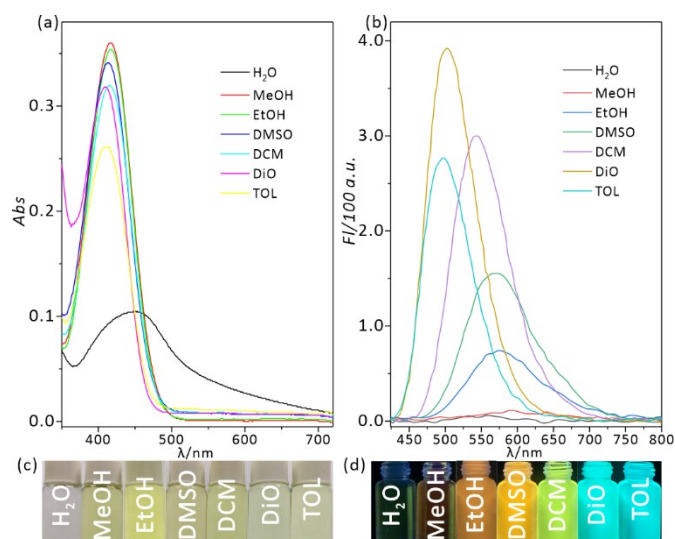 (a)
H₂O
MeOH
EtOH
DMSO
DCM
DiO
TOL
Abs
0.3
0.2
0.1
0.0
400
500
600
700
λ/nm
(b)
4.0
3.0
2.0
1.0
0.0
H₂O
MeOH
EtOH
DMSO
DCM
DiO
TOL
Fl/100 a.u.
450
500
550
600
650
700
750
800
λ/nm
(c)
H₂O
MeOH
EtOH
DMSO
DCM
DiO
TOL
(d)
H₂O
MeOH
EtOH
DMSO
DCM
DiO
TOL